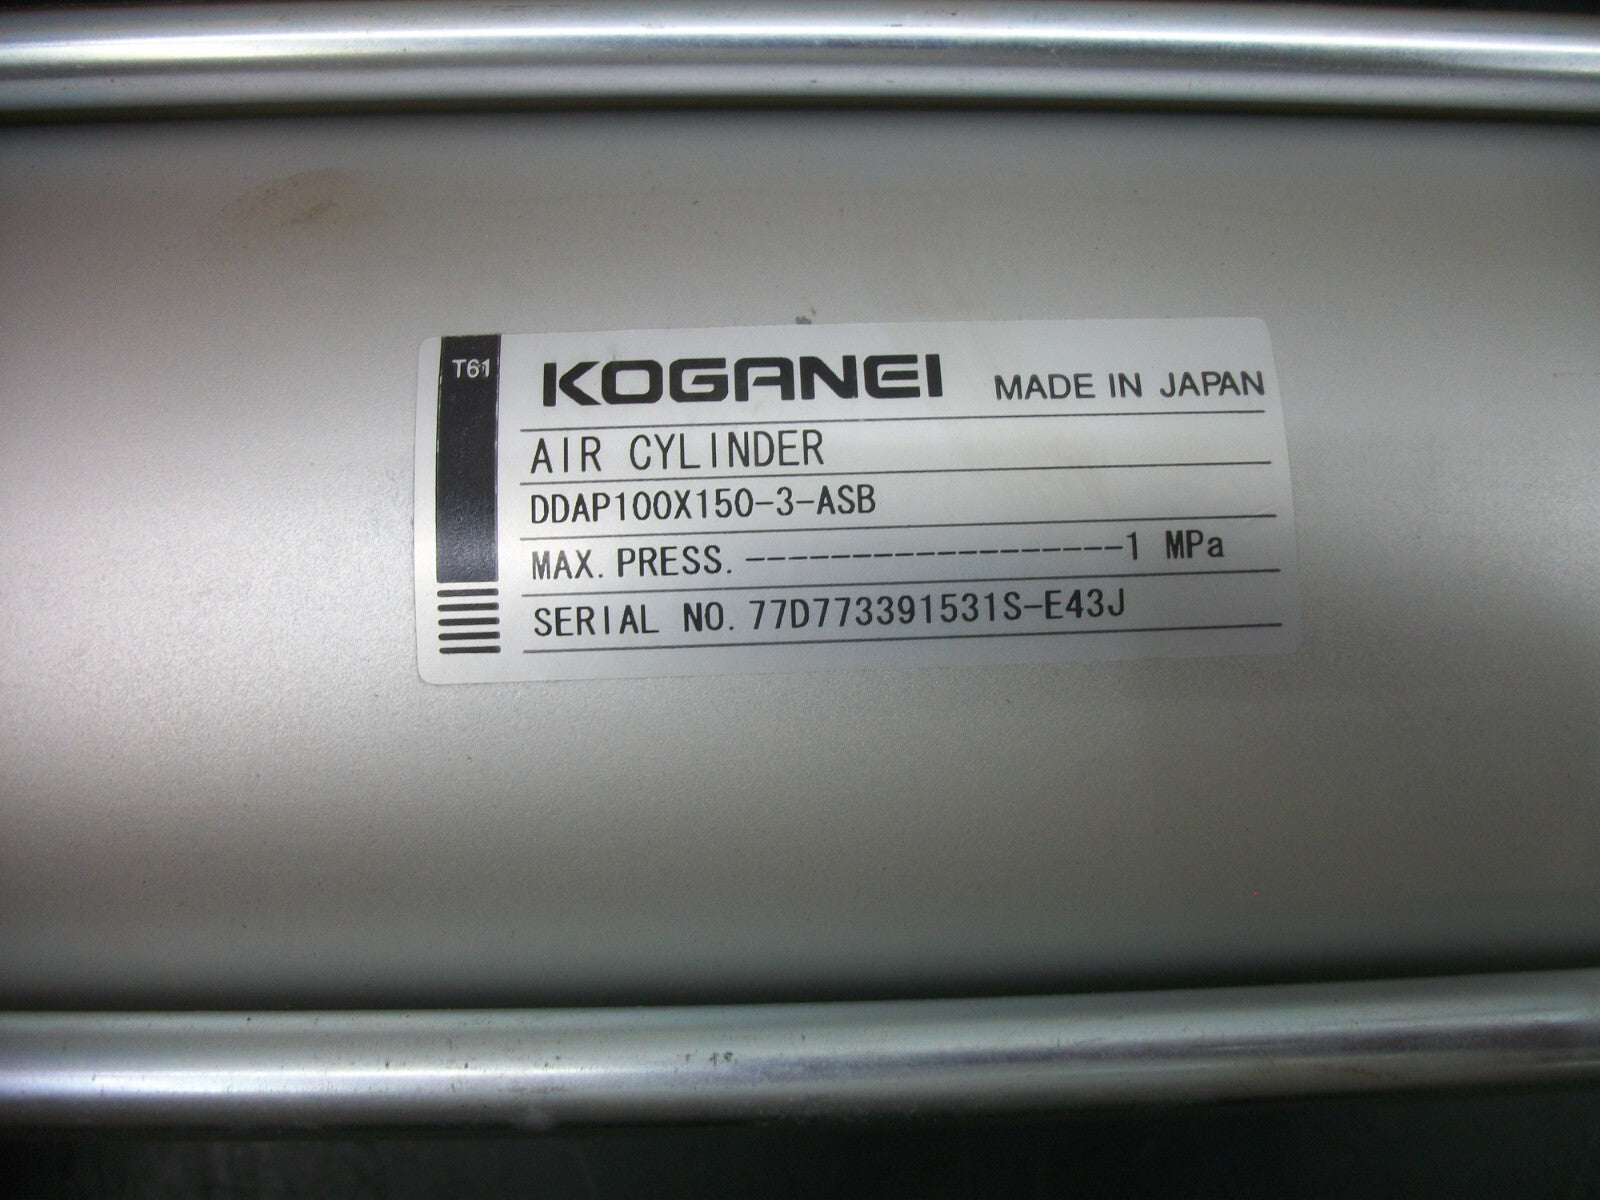 T61
KOGANEI MADE IN JAPAN
AIR CYLINDER
DDAP100X150-3-ASB
MAX. PRESS. ------------------1 MPa
SERIAL NO. 77D773391531S-E43J